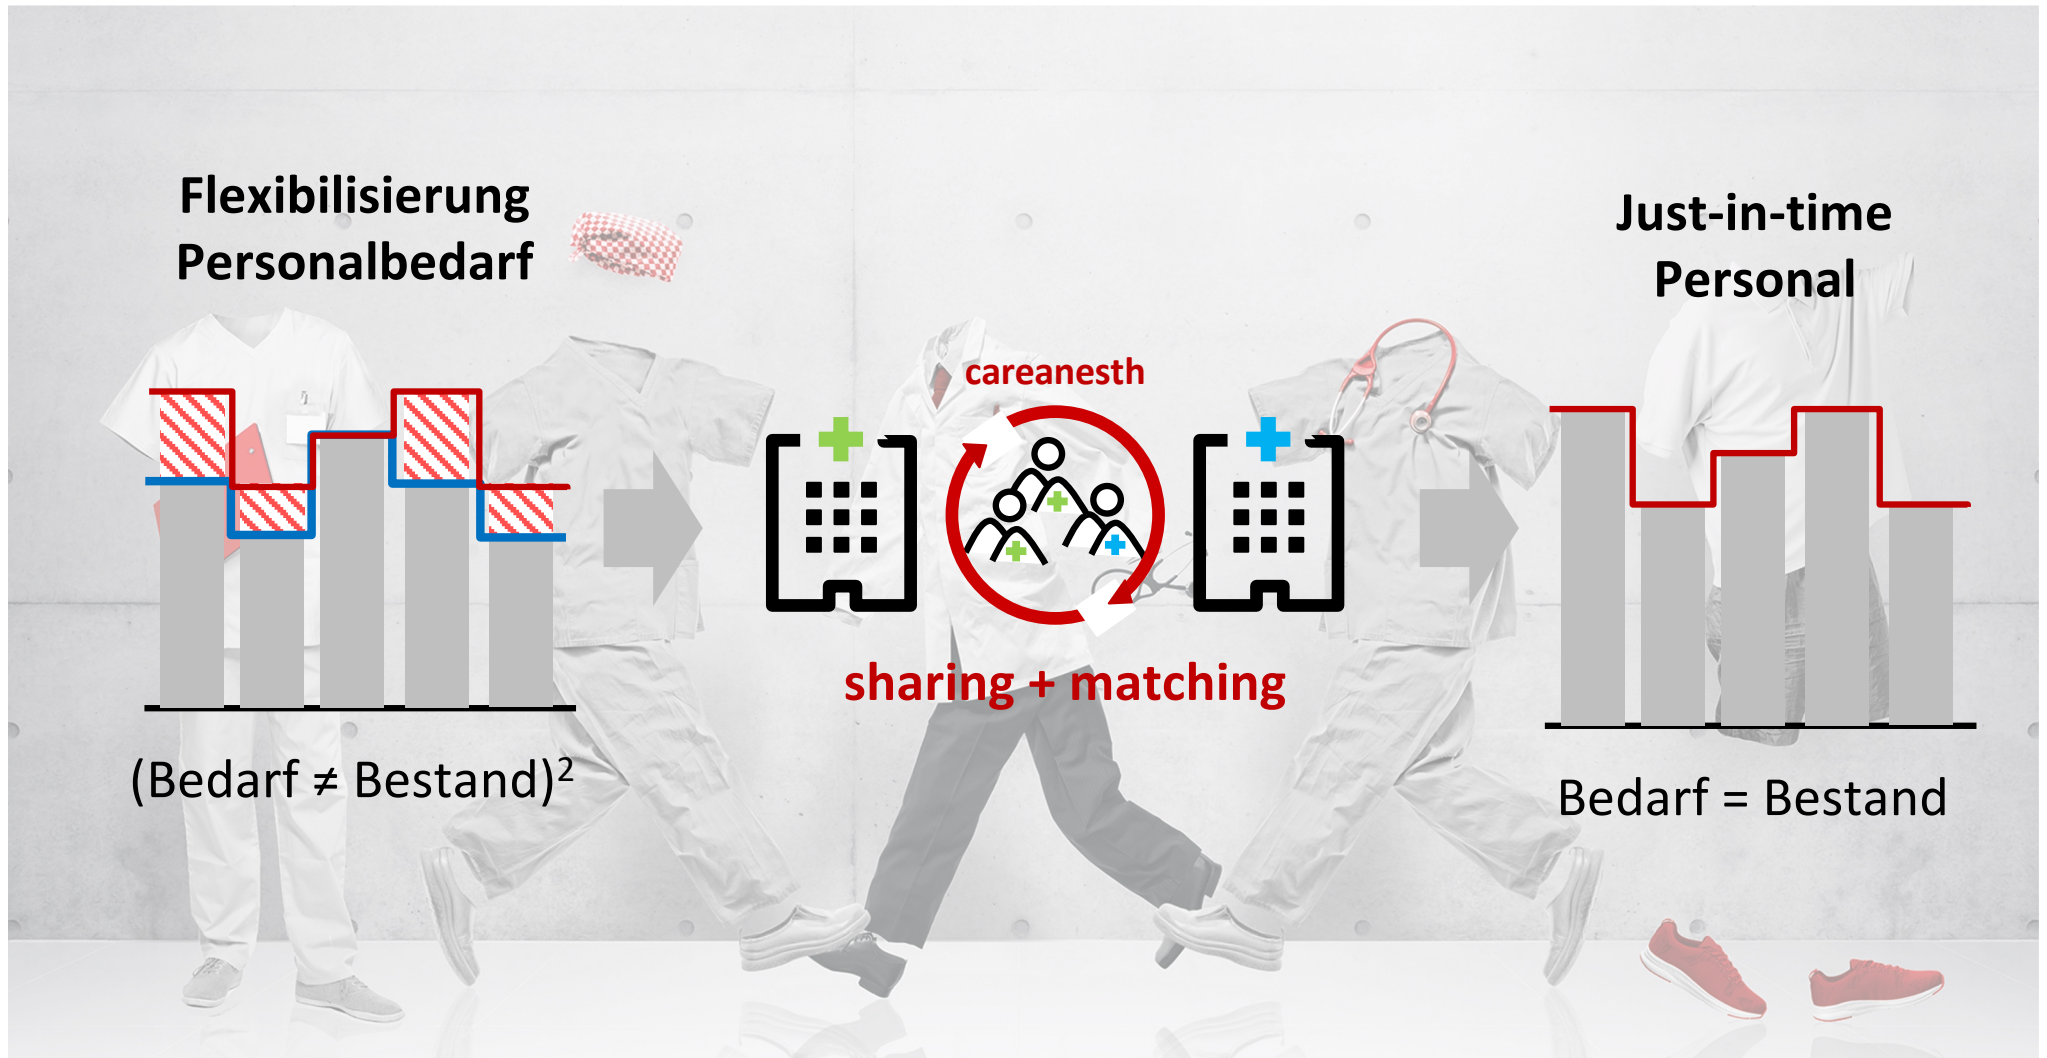 Flexibilisierung
Personalbedarf
(Bedarf ≠ Bestand)²
careanesth
sharing + matching
Just-in-time
Personal
Bedarf = Bestand